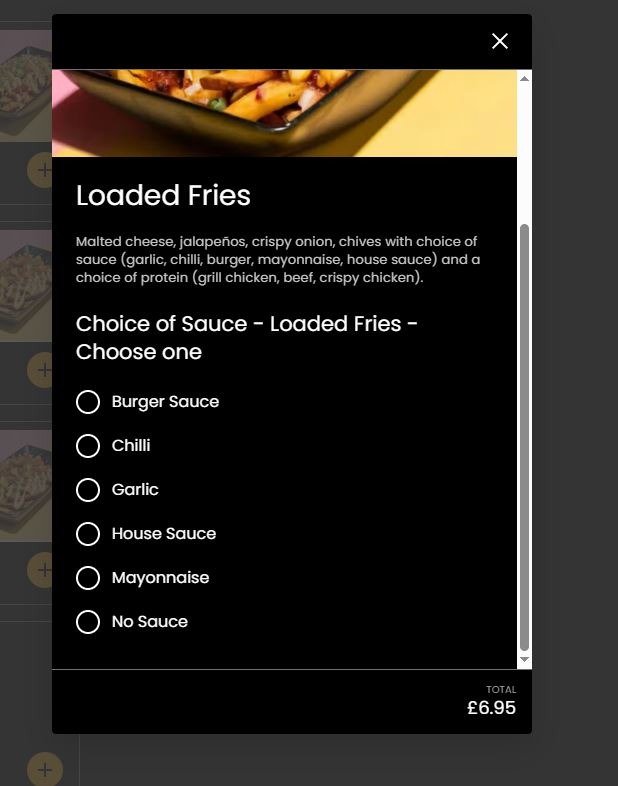 Loaded Fries
Malted cheese, jalapeños, crispy onion, chives with choice of
sauce (garlic, chilli, burger, mayonnaise, house sauce) and a
choice of protein (grill chicken, beef, crispy chicken).
Choice of Sauce - Loaded Fries -
Choose one
Burger Sauce
Chilli
Garlic
House Sauce
Mayonnaise
No Sauce
TOTAL
£6.95